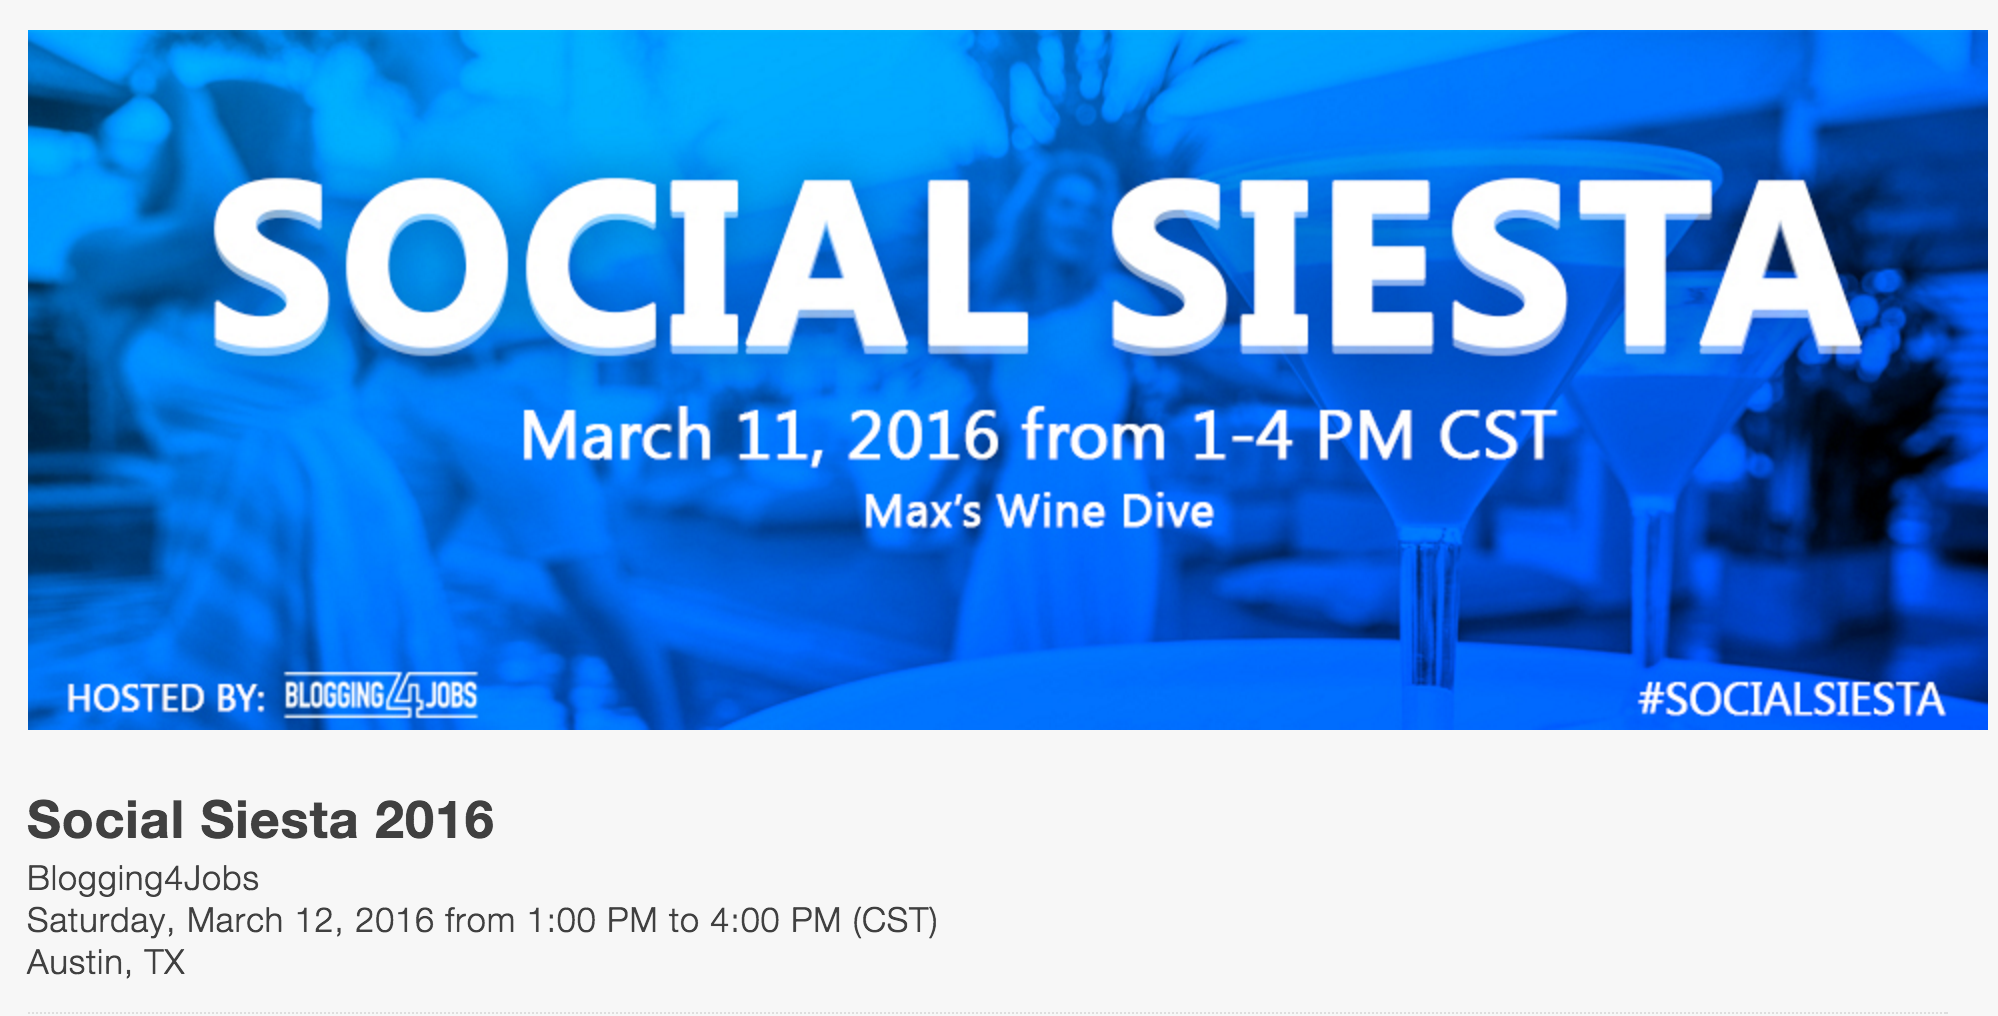 SOCIAL SIESTA
March 11, 2016 from 1-4 PM CST
Max's Wine Dive
HOSTED BY: BLOGGING4JOBS
#SOCIALSIESTA
Social Siesta 2016
Blogging4Jobs
Saturday, March 12, 2016 from 1:00 PM to 4:00 PM (CST)
Austin, TX